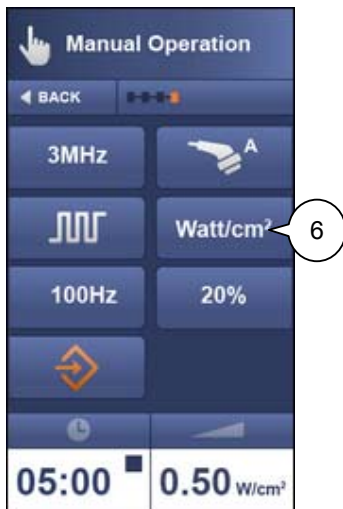 Manual Operation
BACK
3MHz
A
Watt/cm²
6
100Hz
20%
05:00
0.50 W/cm²